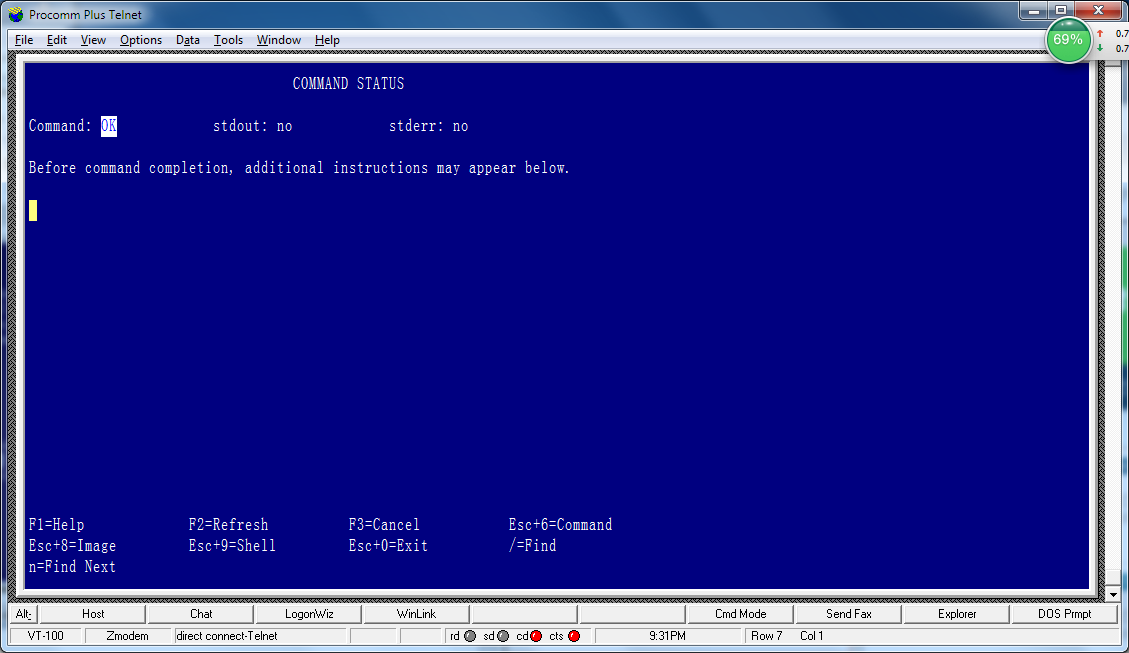 Procomm Plus Telnet
File Edit View Options Data Tools Window Help
69%
0.7
0.7
COMMAND STATUS
Command: OK stdout: no stderr: no
Before command completion, additional instructions may appear below.
F1=Help F2=Refresh F3=Cancel Esc+6=Command
Esc+8=Image Esc+9=Shell Esc+0=Exit /=Find
n=Find Next
Alt- Host Chat LogonWiz WinLink Cmd Mode Send Fax Explorer DOS Prmpt
VT-100 Zmodem direct connect-Telnet rd sd cd cts 9:31PM Row 7 Col 1